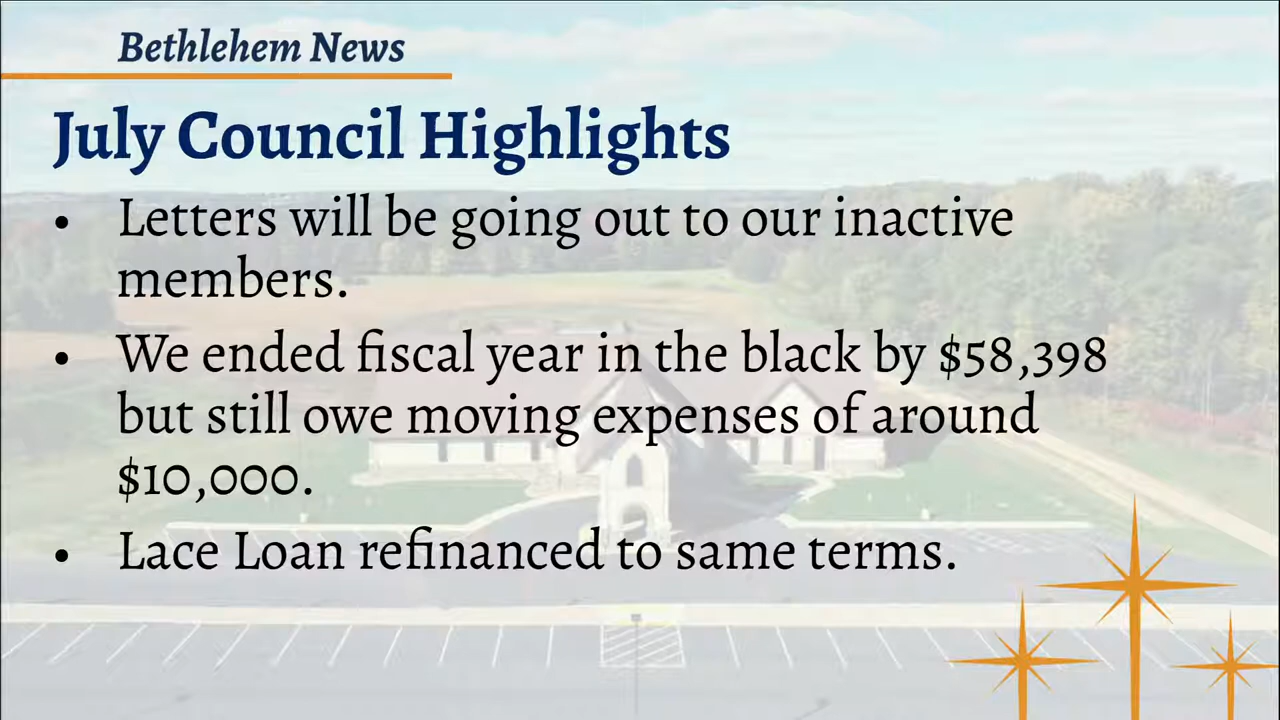 Bethlehem News
July Council Highlights
• Letters will be going out to our inactive
members.
• We ended fiscal year in the black by $58,398
but still owe moving expenses of around
$10,000.
• Lace Loan refinanced to same terms.